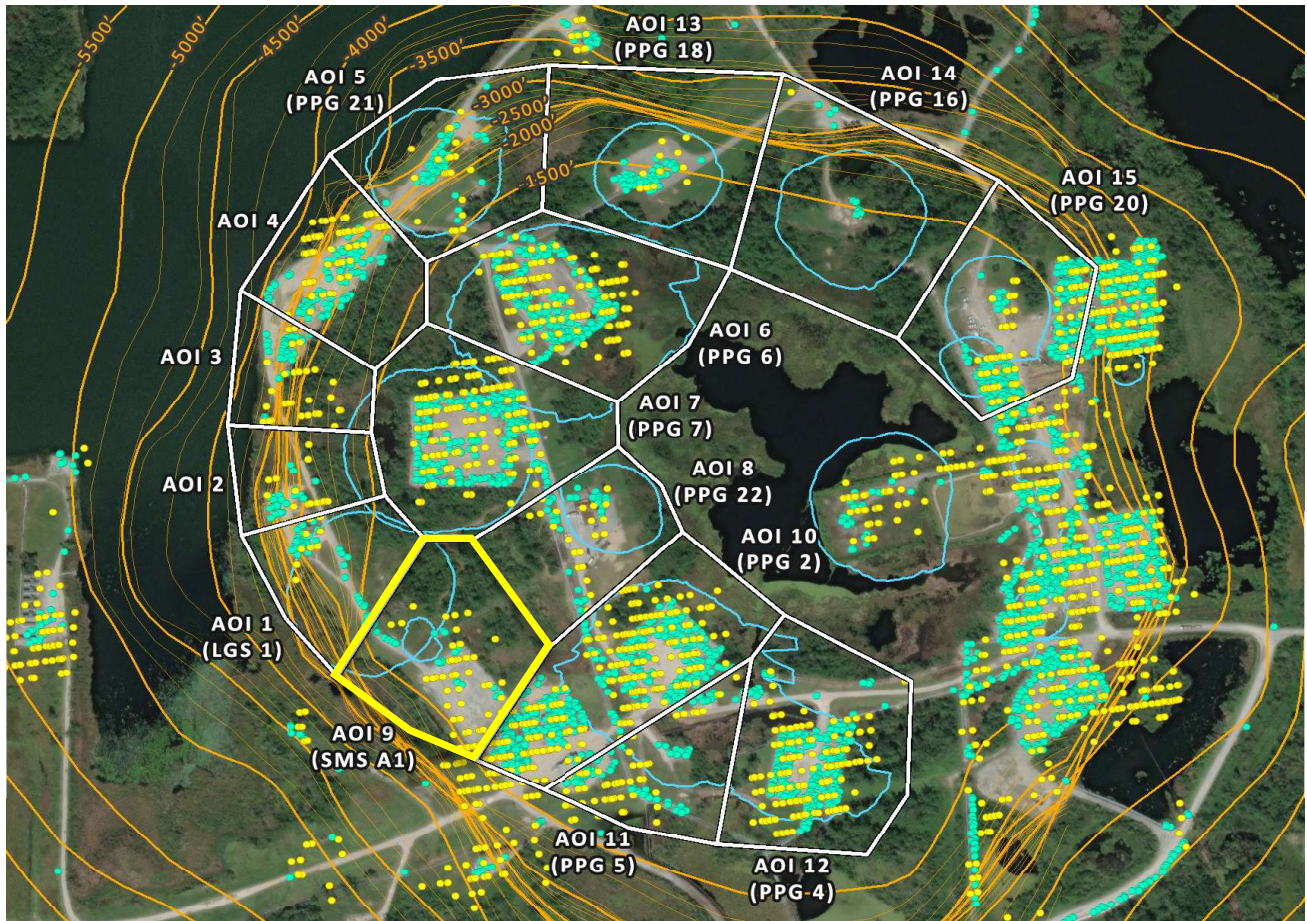 -5500'
-5000'
-4500'
-4000'
-3500'
-3000'
-2500'
-2000'
-1500'
AOI 13
(PPG 18)
AOI 5
(PPG 21)
AOI 14
(PPG 16)
AOI 15
(PPG 20)
AOI 4
AOI 3
AOI 6
(PPG 6)
AOI 7
(PPG 7)
AOI 2
AOI 8
(PPG 22)
AOI 10
(PPG 2)
AOI 1
(LGS 1)
AOI 9
(SMS A1)
AOI 11
(PPG 5)
AOI 12
(PPG 4)